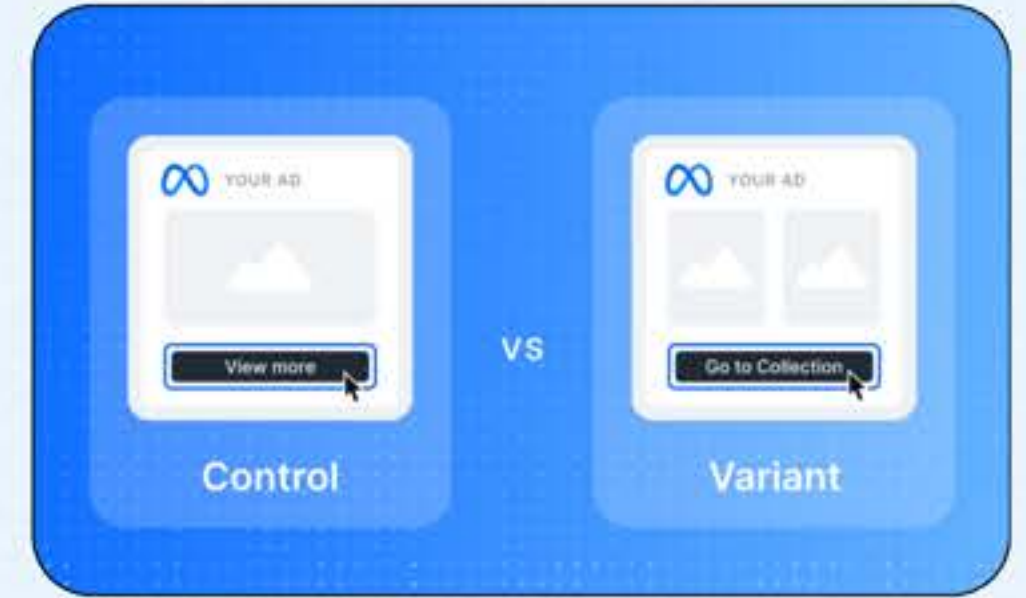 YOUR AD
View more
Control
vs
YOUR AD
Go to Collection
Variant